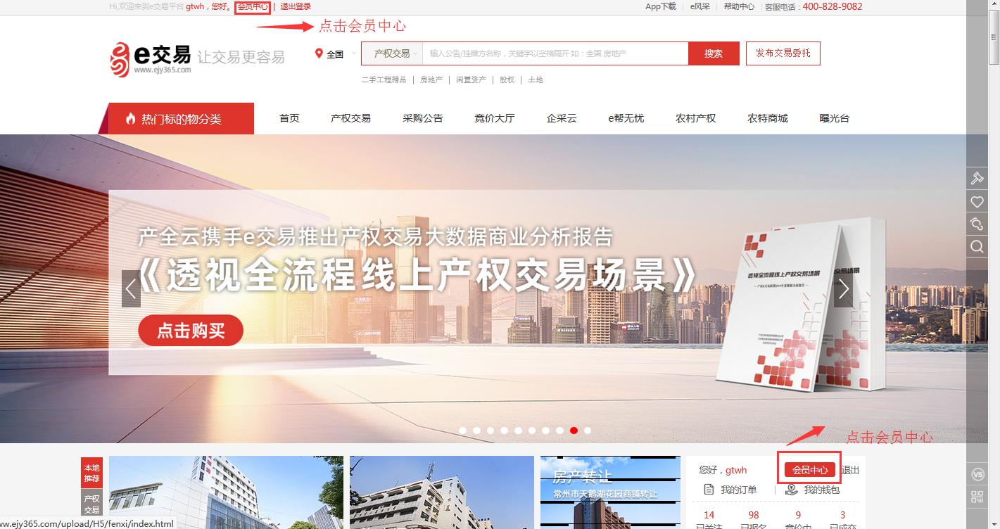 Hi,欢迎来到e交易平台 gtwh，您好。 会员中心 | 退出登录
App下载 e风采 帮助中心 客服电话：400-828-9082
点击会员中心
e交易 让交易更容易
www.ejy365.com
全国
产权交易 输入公告/挂牌方名称，关键字以空格隔开 如：全国 房地产 搜索 发布交易委托
二手工程精品 | 房地产 | 闲置资产 | 股权 | 土地
热门标的物分类 首页 产权交易 采购公告 竞价大厅 企采云 e帮无忧 农村产权 农特商城 曝光台
产全云携手e交易推出产权交易大数据商业分析报告
《透视全流程线上产权交易场景》
点击购买
透视全流程线上产权交易场景
点击会员中心
本地
推荐
产权
交易
房产转让
常州市天鹅湖花园商铺转让
您好，gtwh 会员中心 退出
我的订单 | 我的钱包
14 98 9 3
已关注 已报名 竞价中 已成交
VS
ww.ejy365.com/upload/H5/fenxi/index.html